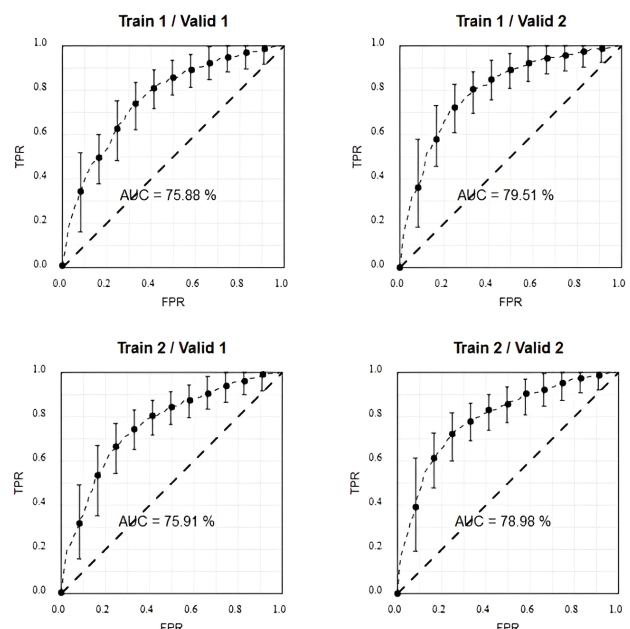 Train 1 / Valid 1
1.0
0.8
0.6
0.4
0.2
0.0
TPR
AUC = 75.88 %
0.0 0.2 0.4 0.6 0.8 1.0
FPR
Train 1 / Valid 2
1.0
0.8
0.6
0.4
0.2
0.0
TPR
AUC = 79.51 %
0.0 0.2 0.4 0.6 0.8 1.0
FPR
Train 2 / Valid 1
1.0
0.8
0.6
0.4
0.2
0.0
TPR
AUC = 75.91 %
0.0 0.2 0.4 0.6 0.8 1.0
FPR
Train 2 / Valid 2
1.0
0.8
0.6
0.4
0.2
0.0
TPR
AUC = 78.98 %
0.0 0.2 0.4 0.6 0.8 1.0
FPR